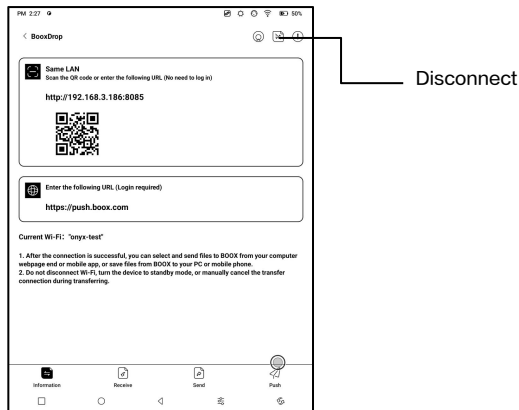 PM 2:27
50%
BooxDrop
Disconnect
Same LAN
Scan the QR code or enter the following URL (No need to log in)
http://192.168.3.186:8085
Enter the following URL (Login required)
https://push.boox.com
Current Wi-Fi: "onyx-test"
1. After the connection is successful, you can select and send files to BOOX from your computer
webpage end or mobile app, or save files from BOOX to your PC or mobile phone.
2. Do not disconnect Wi-Fi, turn the device to standby mode, or manually cancel the transfer
connection during transferring.
Information
Receive
Send
Push